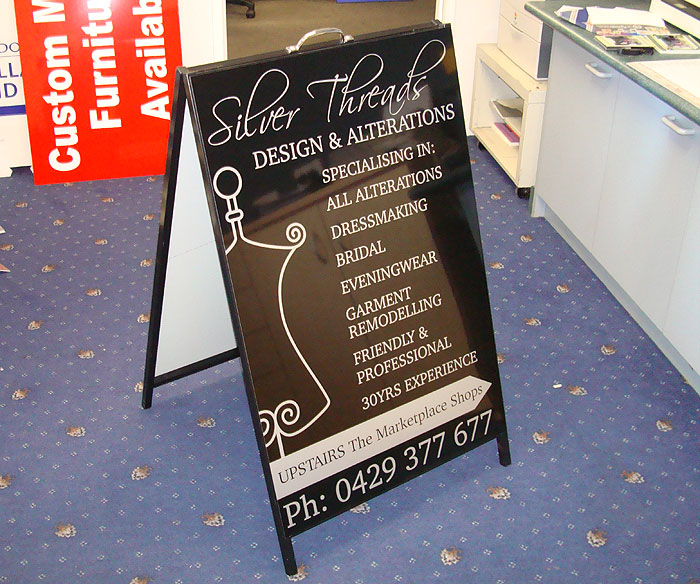 Custom M
Furnitu
Availab
ND
Silver Threads
DESIGN & ALTERATIONS
SPECIALISING IN:
ALL ALTERATIONS
DRESSMAKING
BRIDAL
EVENINGWEAR
GARMENT
REMODELLING
FRIENDLY &
PROFESSIONAL
30YRS EXPERIENCE
UPSTAIRS The Marketplace Shops
Ph: 0429 377 677